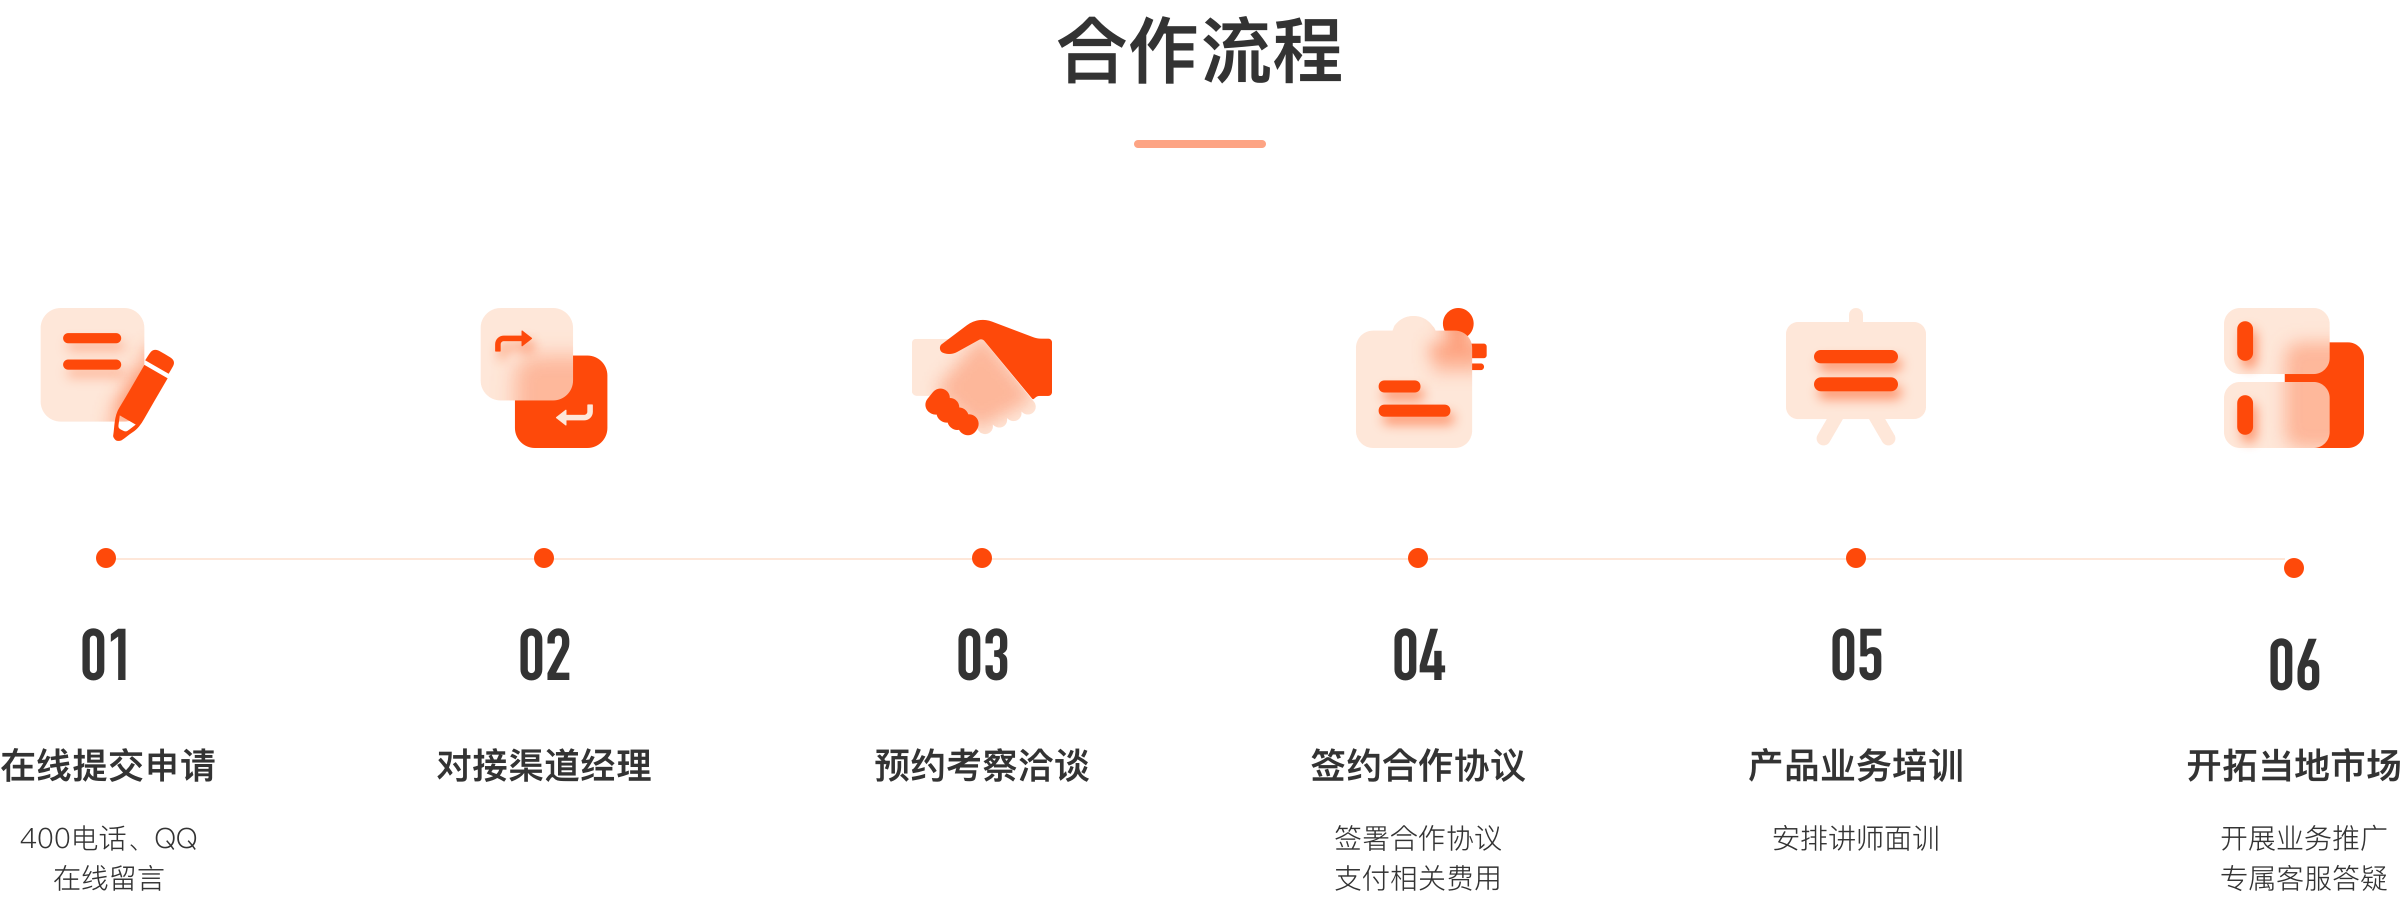 合作流程
01
在线提交申请
400电话、QQ
在线留言
02
对接渠道经理
03
预约考察洽谈
04
签约合作协议
签署合作协议
支付相关费用
05
产品业务培训
安排讲师面训
06
开拓当地市场
开展业务推广
专属客服答疑